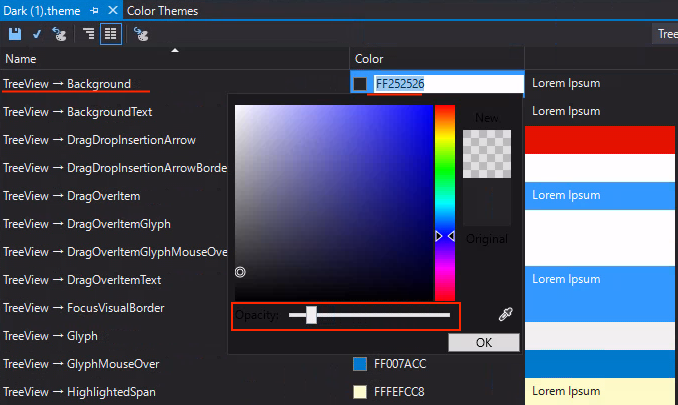 Dark (1).theme
Color Themes
Tree
Name
Color
TreeView → Background
FF252526
Lorem Ipsum
TreeView → BackgroundText
Lorem Ipsum
New
TreeView → DragDropInsertionArrow
TreeView → DragDropInsertionArrowBorde
TreeView → DragOverItem
Lorem Ipsum
TreeView → DragOverItemGlyph
Original
TreeView → DragOverItemGlyphMouseOve
TreeView → DragOverItemText
Lorem Ipsum
TreeView → FocusVisualBorder
Opacity:
TreeView → Glyph
OK
TreeView → GlyphMouseOver
FF007ACC
TreeView → HighlightedSpan
FFFEFCC8
Lorem Ipsum